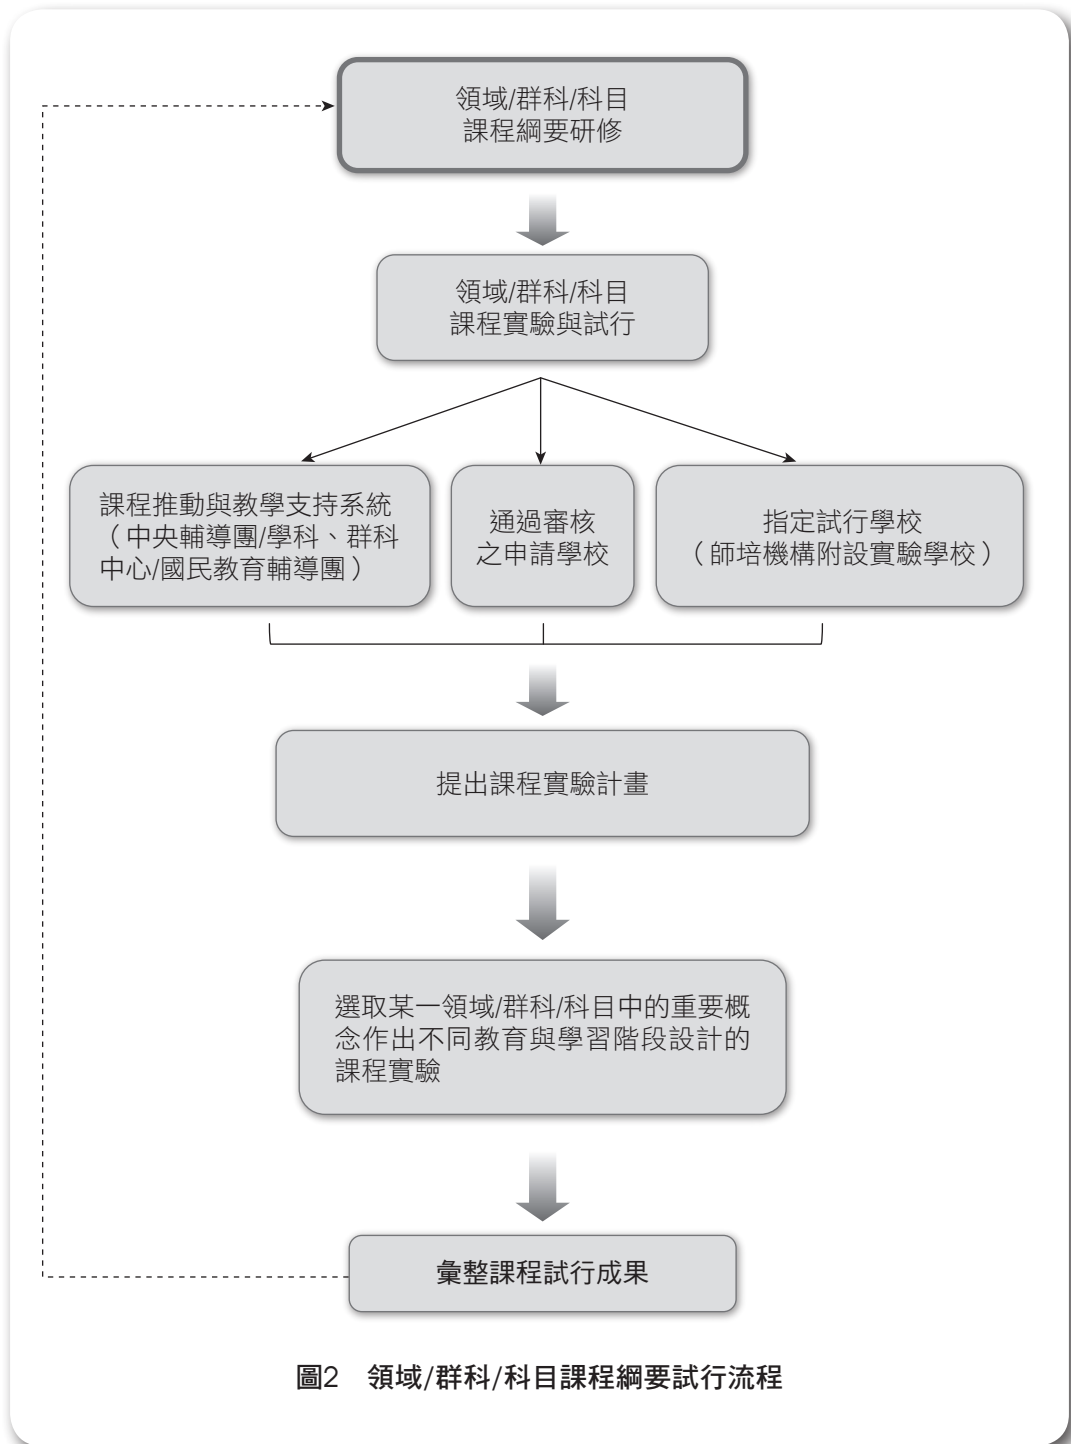 領域/群科/科目
課程綱要研修
領域/群科/科目
課程實驗與試行
課程推動與教學支持系統
（中央輔導團/學科、群科
中心/國民教育輔導團）
通過審核
之申請學校
指定試行學校
（師培機構附設實驗學校）
提出課程實驗計畫
選取某一領域/群科/科目中的重要概
念作出不同教育與學習階段設計的
課程實驗
彙整課程試行成果
圖2　領域/群科/科目課程綱要試行流程